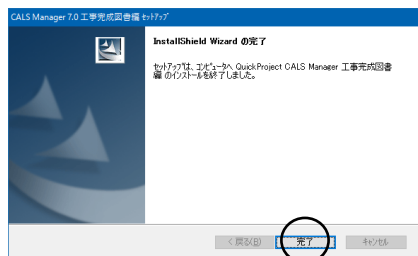 CALS Manager 7.0 工事完成図書編 ｾｯﾄｱｯﾌﾟ
InstallShield Wizard の完了
ｾｯﾄｱｯﾌﾟは、ｺﾝﾋﾟｭｰﾀへ QuickProject CALS Manager 工事完成図書
編 のｲﾝｽﾄｰﾙを終了しました。
< 戻る(B)
完了
ｷｬﾝｾﾙ